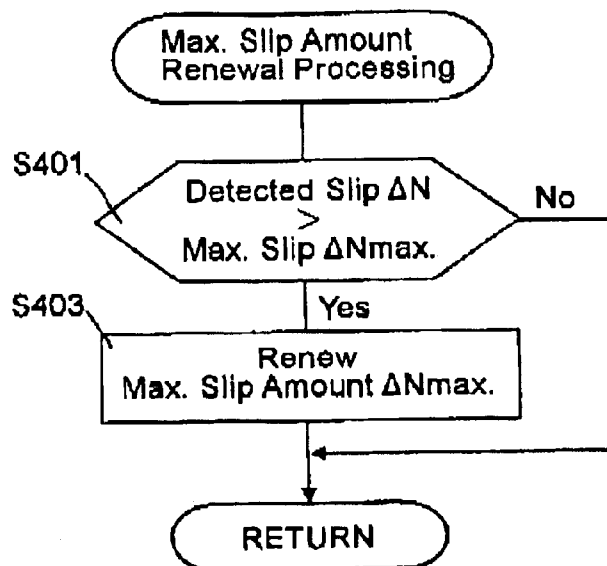 Max. Slip Amount
Renewal Processing
S401
Detected Slip ΔN
>
Max. Slip ΔNmax.
No
Yes
S403
Renew
Max. Slip Amount ΔNmax.
RETURN